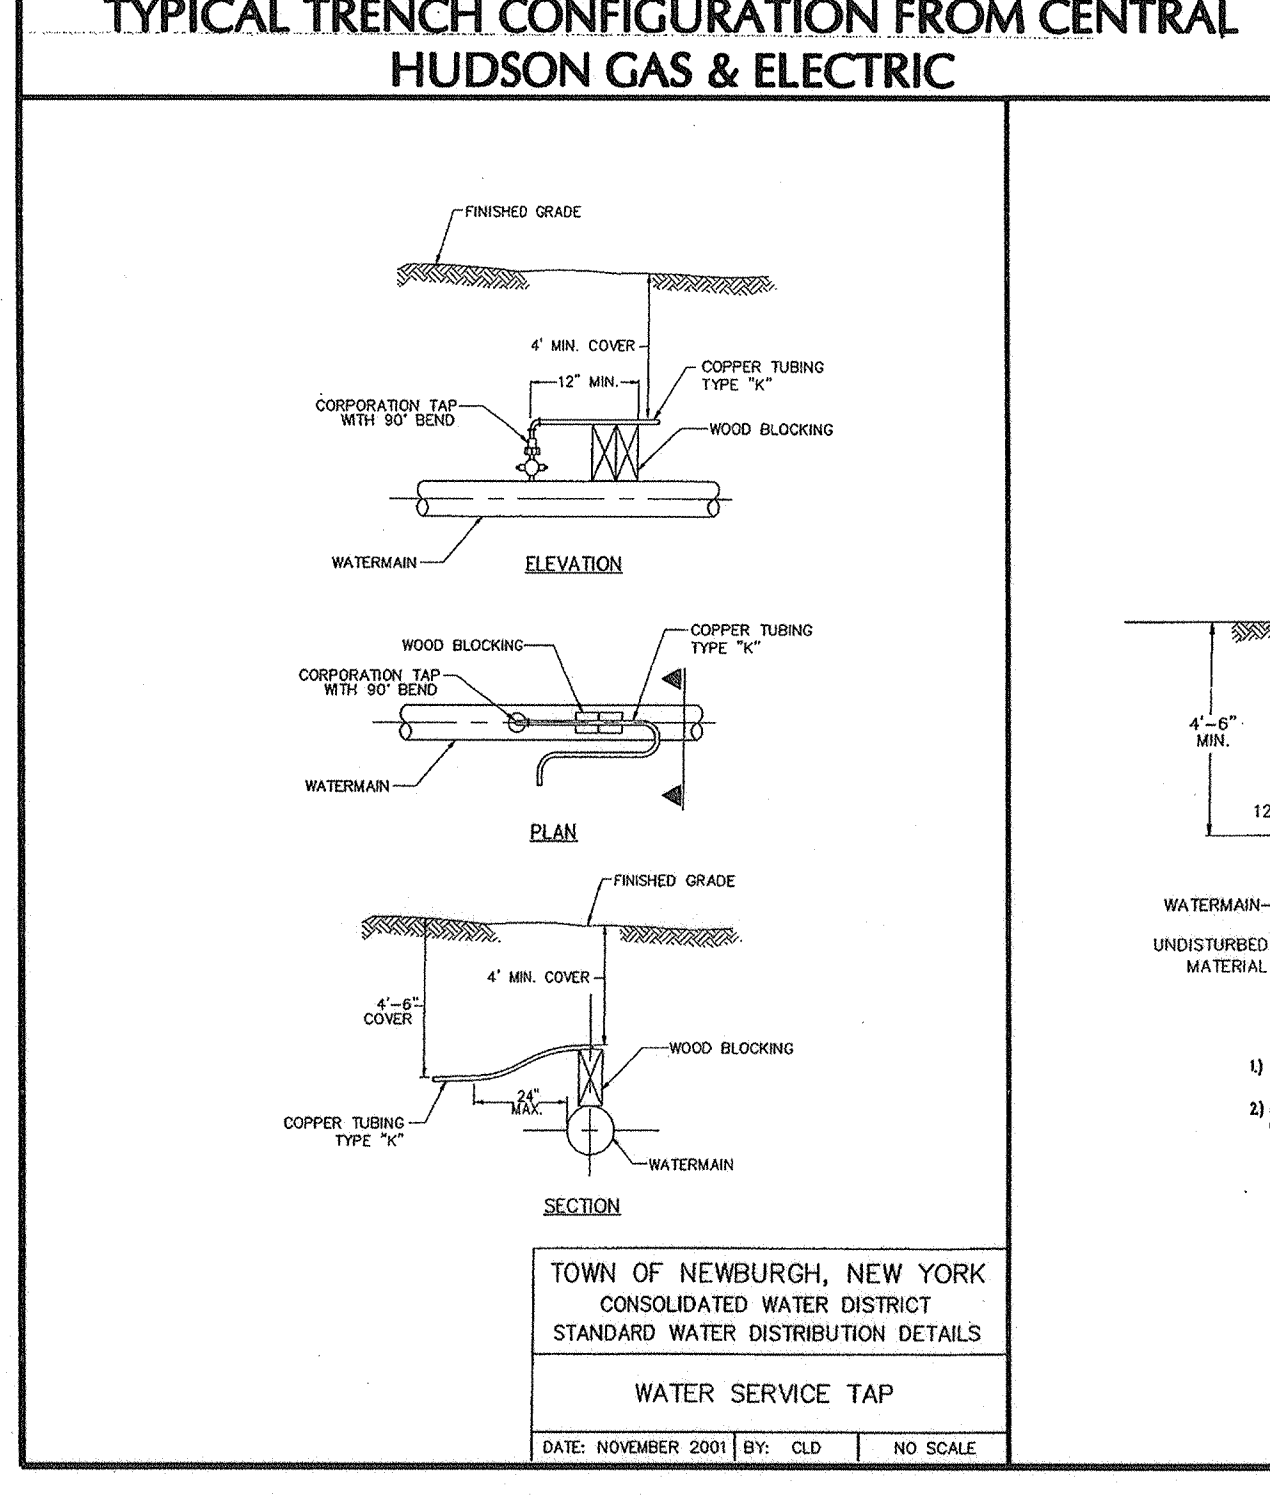 TYPICAL TRENCH CONFIGURATION FROM CENTRAL
HUDSON GAS & ELECTRIC
FINISHED GRADE
4' MIN. COVER
12" MIN.
COPPER TUBING
TYPE "K"
CORPORATION TAP
WITH 90° BEND
WOOD BLOCKING
WATERMAIN
ELEVATION
WOOD BLOCKING
COPPER TUBING
TYPE "K"
CORPORATION TAP
WITH 90° BEND
WATERMAIN
PLAN
FINISHED GRADE
4' MIN. COVER
4'-6"
COVER
WOOD BLOCKING
24"
MAX.
COPPER TUBING
TYPE "K"
WATERMAIN
SECTION
TOWN OF NEWBURGH, NEW YORK
CONSOLIDATED WATER DISTRICT
STANDARD WATER DISTRIBUTION DETAILS
WATER SERVICE TAP
DATE: NOVEMBER 2001 BY: CLD NO SCALE
4'-6"
MIN.
12
WATERMAIN
UNDISTURBED
MATERIAL
1.)
2)